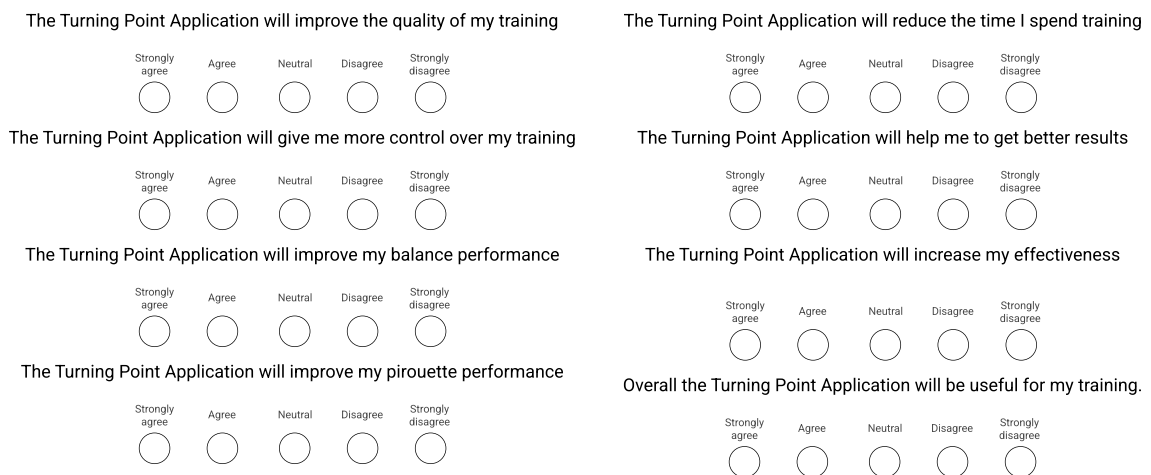 The Turning Point Application will improve the quality of my training
Strongly agree Agree Neutral Disagree Strongly disagree
The Turning Point Application will give me more control over my training
Strongly agree Agree Neutral Disagree Strongly disagree
The Turning Point Application will improve my balance performance
Strongly agree Agree Neutral Disagree Strongly disagree
The Turning Point Application will improve my pirouette performance
Strongly agree Agree Neutral Disagree Strongly disagree
The Turning Point Application will reduce the time I spend training
Strongly agree Agree Neutral Disagree Strongly disagree
The Turning Point Application will help me to get better results
Strongly agree Agree Neutral Disagree Strongly disagree
The Turning Point Application will increase my effectiveness
Strongly agree Agree Neutral Disagree Strongly disagree
Overall the Turning Point Application will be useful for my training.
Strongly agree Agree Neutral Disagree Strongly disagree